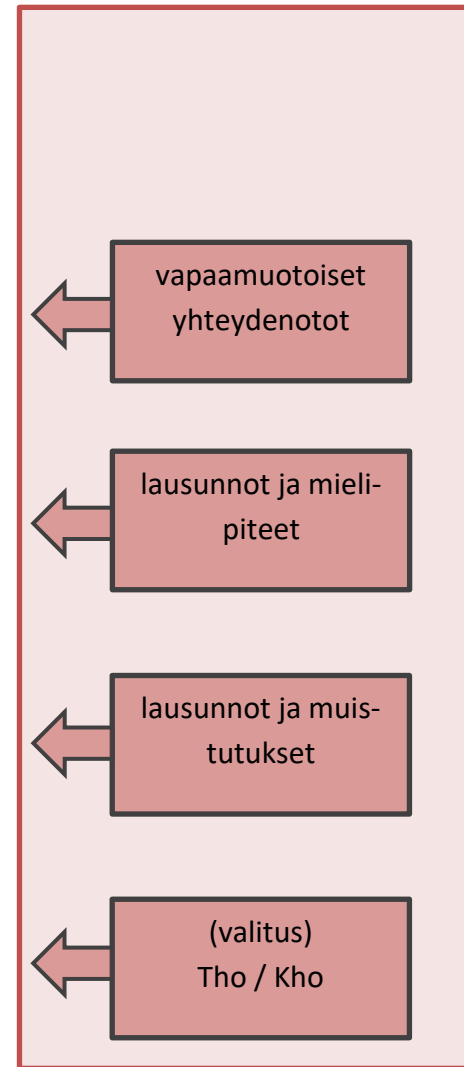 vapaamuotoiset
yhteydenotot
lausunnot ja mieli-
piteet
lausunnot ja muis-
tutukset
(valitus)
Tho / Kho